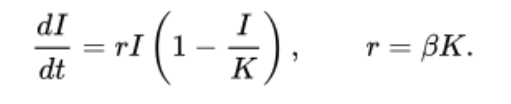 dI/dt = rI (1 − I/K), r = βK.